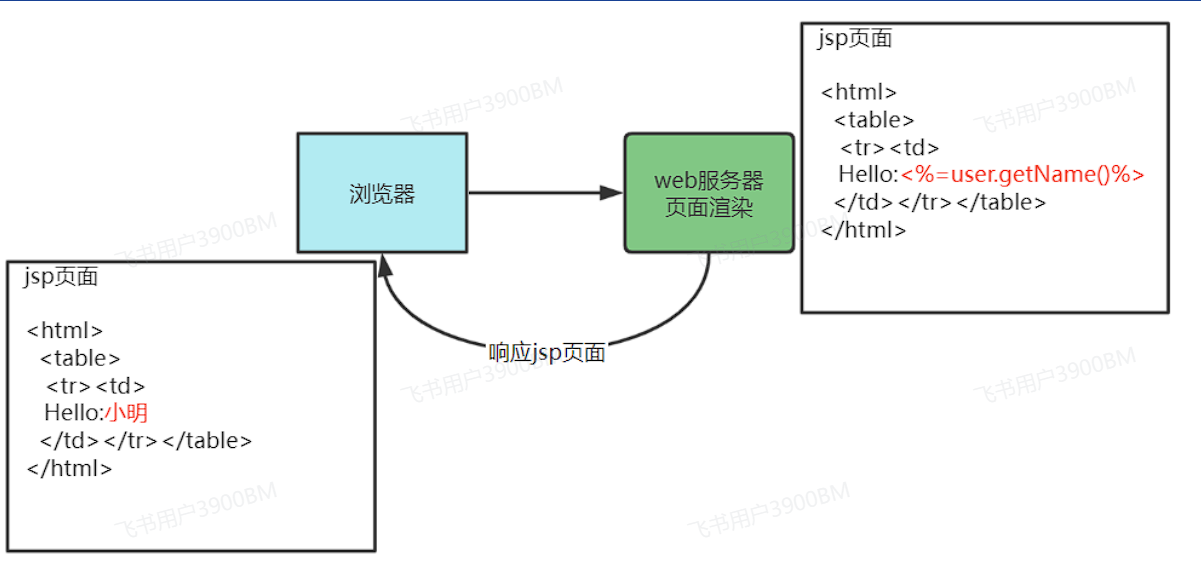 jsp页面
<html>
<table>
<tr><td>
Hello:<%=user.getName()%>
</td></tr></table>
</html>
浏览器
web服务器
页面渲染
响应jsp页面
jsp页面
<html>
<table>
<tr><td>
Hello:小明
</td></tr></table>
</html>
飞书用户3900BM
飞书用户3900BM
飞书用户3900BM
飞书用户3900BM
飞书用户3900BM
飞书用户3900BM
飞书用户3900BM
飞书用户3900BM